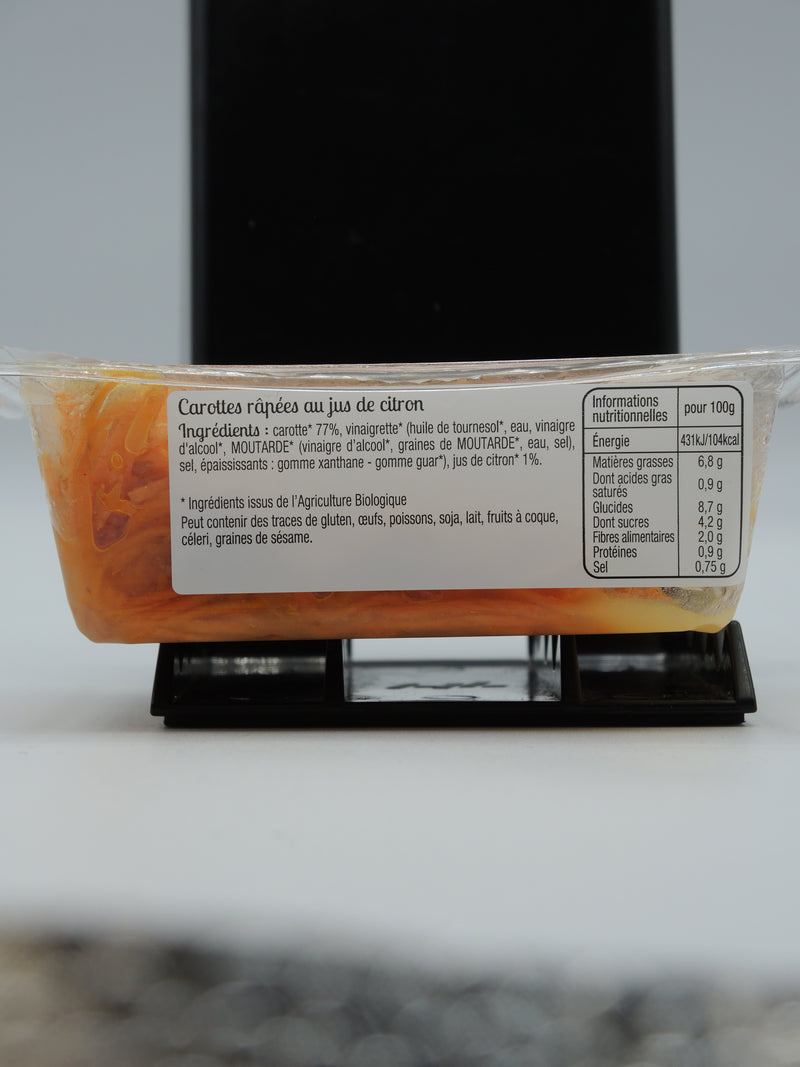 Carottes râpées au jus de citron
Ingrédients : carotte* 77%, vinaigrette* (huile de tournesol*, eau, vinaigre
d'alcool*, MOUTARDE* (vinaigre d'alcool*, graines de MOUTARDE*, eau, sel),
sel, épaississants : gomme xanthane - gomme guar*), jus de citron* 1%.
* Ingrédients issus de l'Agriculture Biologique
Peut contenir des traces de gluten, œufs, poissons, soja, lait, fruits à coque,
céleri, graines de sésame.
Informations
nutritionnelles pour 100g
Énergie 431kJ/104kcal
Matières grasses 6,8 g
Dont acides gras
saturés 0,9 g
Glucides 8,7 g
Dont sucres 4,2 g
Fibres alimentaires 2,0 g
Protéines 0,9 g
Sel 0,75 g